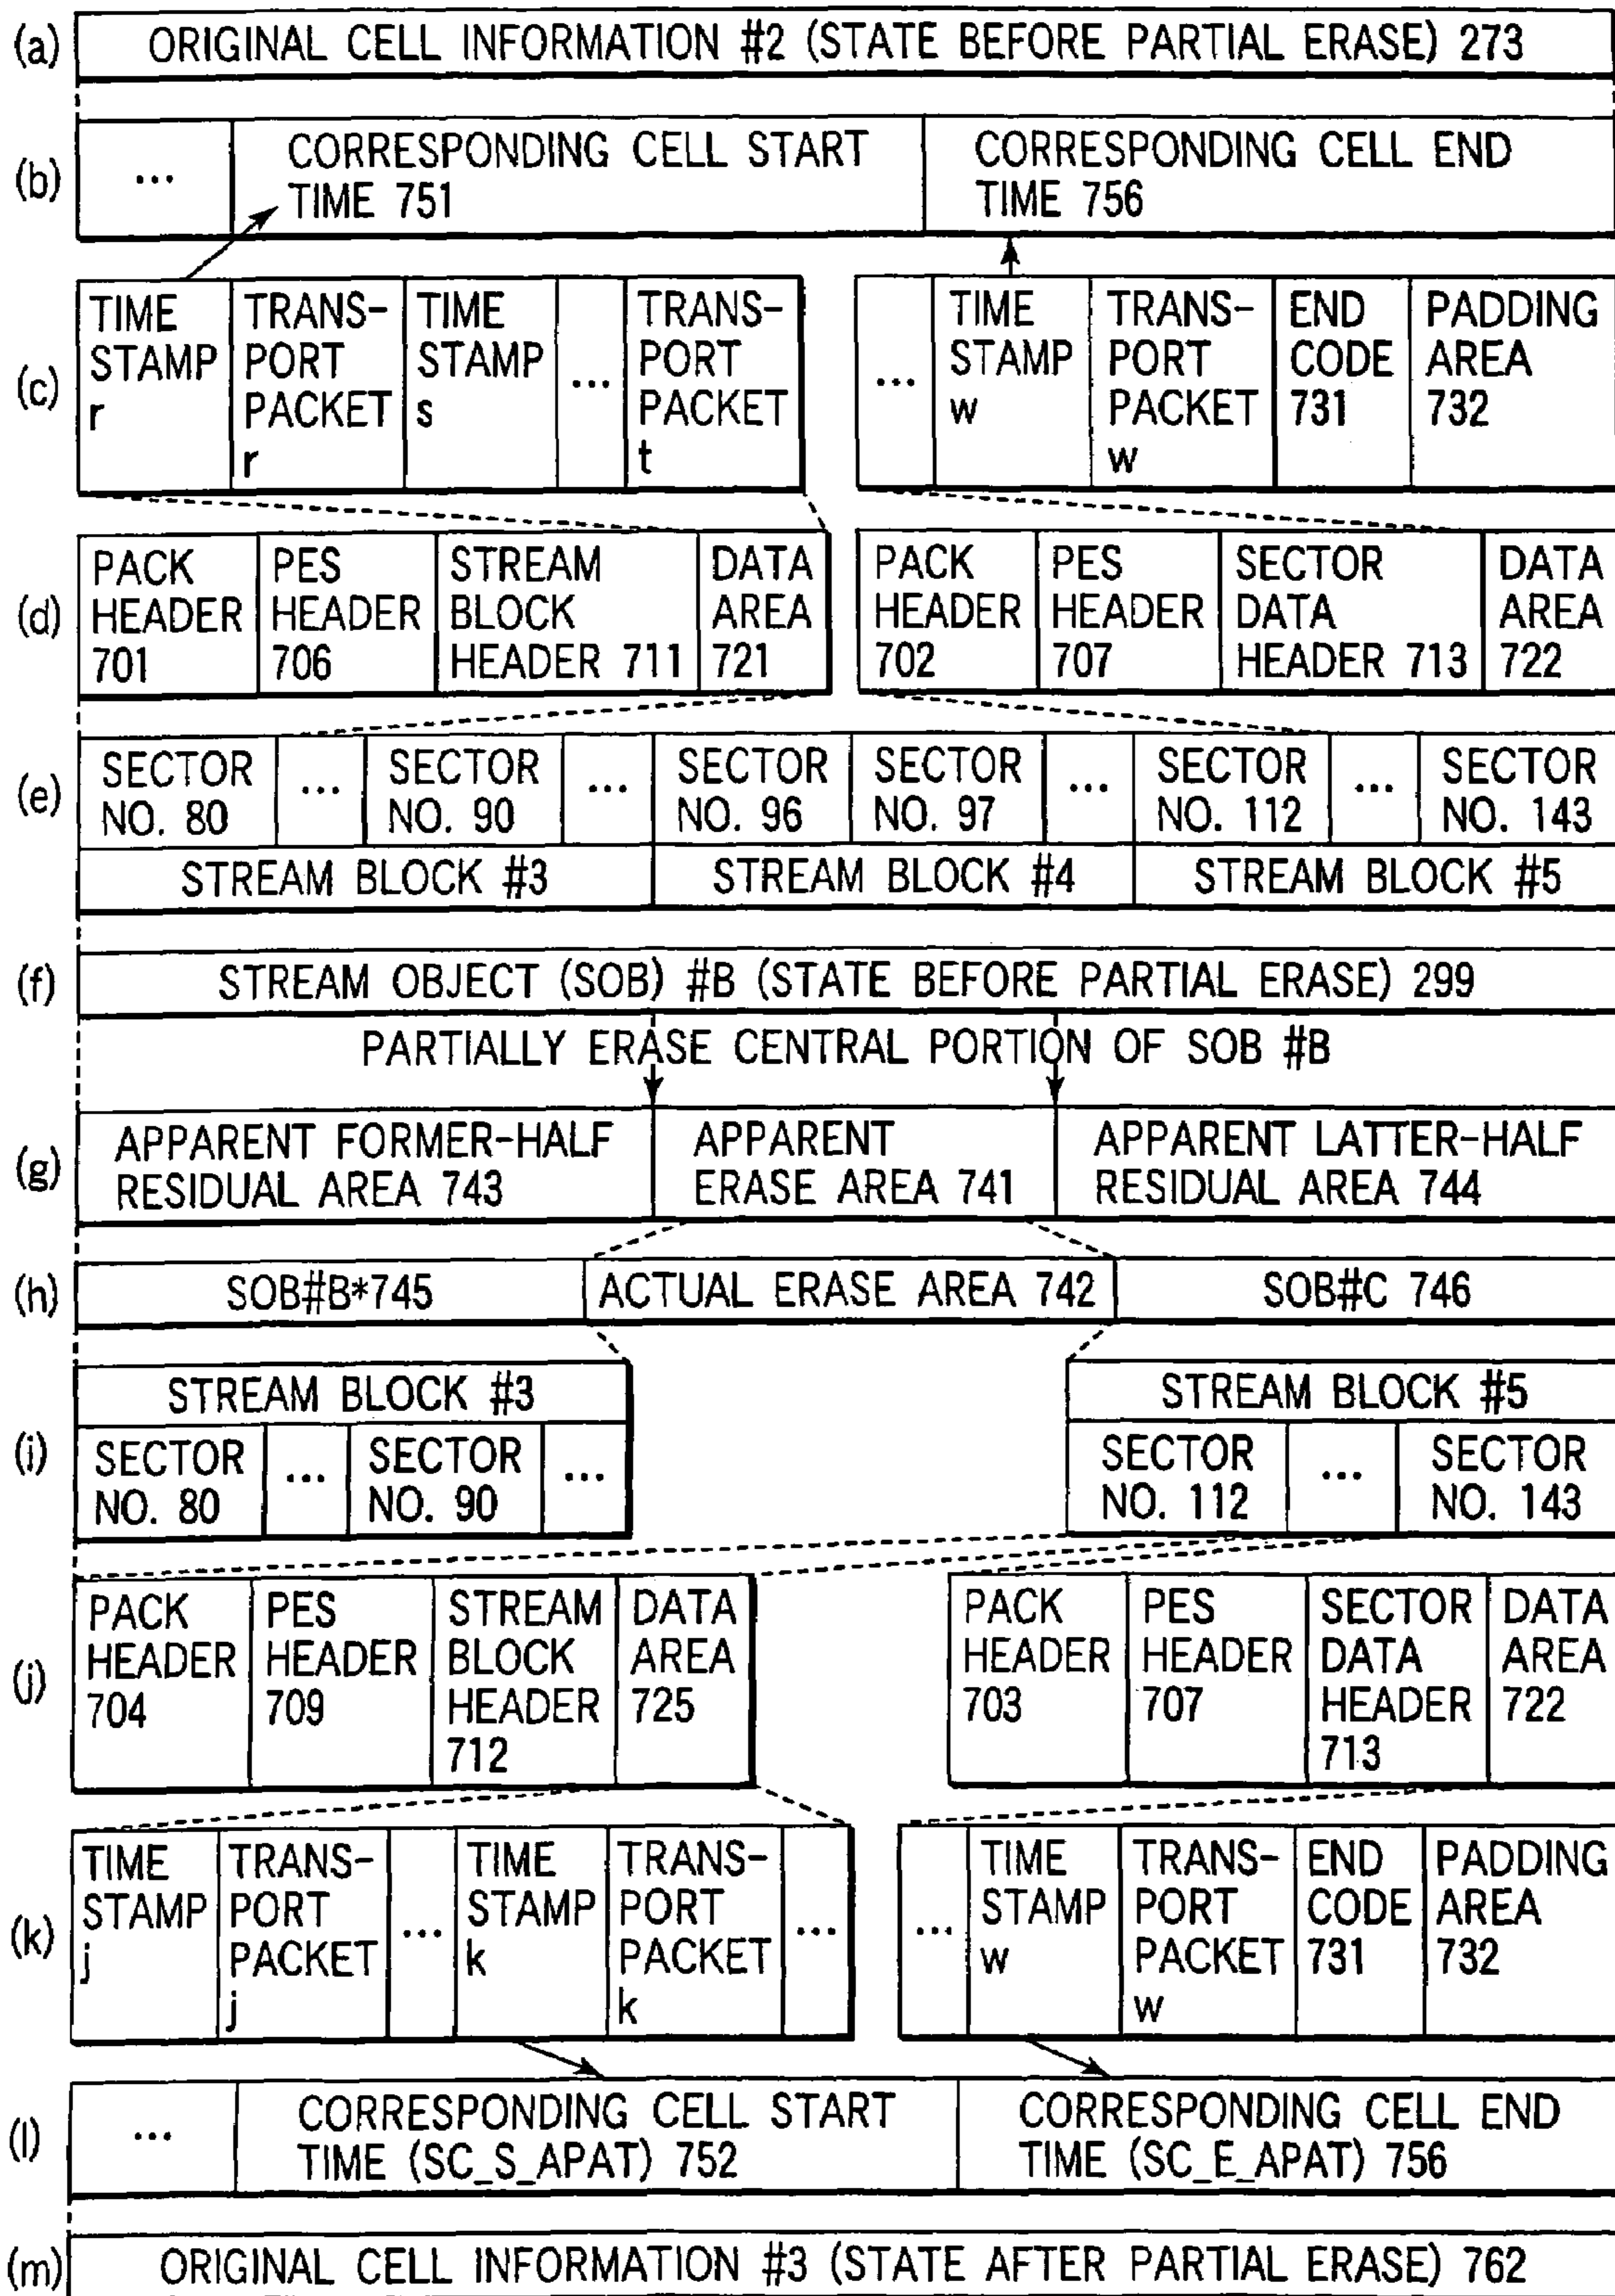 (a) ORIGINAL CELL INFORMATION #2 (STATE BEFORE PARTIAL ERASE) 273
(b) ... CORRESPONDING CELL START CORRESPONDING CELL END
TIME 751 TIME 756
(c) TIME TRANS- TIME ... TRANS- ... TIME TRANS- END PADDING
STAMP PORT STAMP PORT STAMP PORT CODE AREA
r PACKET s PACKET w PACKET 731 732
r t w
(d) PACK PES STREAM DATA PACK PES SECTOR DATA
HEADER HEADER BLOCK AREA HEADER HEADER DATA AREA
701 706 HEADER 711 721 702 707 HEADER 713 722
(e) SECTOR ... SECTOR ... SECTOR SECTOR ... SECTOR ... SECTOR
NO. 80 NO. 90 NO. 96 NO. 97 NO. 112 NO. 143
STREAM BLOCK #3 STREAM BLOCK #4 STREAM BLOCK #5
(f) STREAM OBJECT (SOB) #B (STATE BEFORE PARTIAL ERASE) 299
PARTIALLY ERASE CENTRAL PORTION OF SOB #B
(g) APPARENT FORMER-HALF APPARENT APPARENT LATTER-HALF
RESIDUAL AREA 743 ERASE AREA 741 RESIDUAL AREA 744
(h) SOB#B*745 ACTUAL ERASE AREA 742 SOB#C 746
(i) STREAM BLOCK #3 STREAM BLOCK #5
SECTOR ... SECTOR ... SECTOR ... SECTOR
NO. 80 NO. 90 NO. 112 NO. 143
(j) PACK PES STREAM DATA PACK PES SECTOR DATA
HEADER HEADER BLOCK AREA HEADER HEADER DATA AREA
704 709 HEADER 725 703 707 HEADER 722
712 713
(k) TIME TRANS- ... TIME TRANS- ... ... TIME TRANS- END PADDING
STAMP PORT STAMP PORT STAMP PORT CODE AREA
j PACKET k PACKET w PACKET 731 732
j k w
(l) ... CORRESPONDING CELL START CORRESPONDING CELL END
TIME (SC_S_APAT) 752 TIME (SC_E_APAT) 756
(m) ORIGINAL CELL INFORMATION #3 (STATE AFTER PARTIAL ERASE) 762